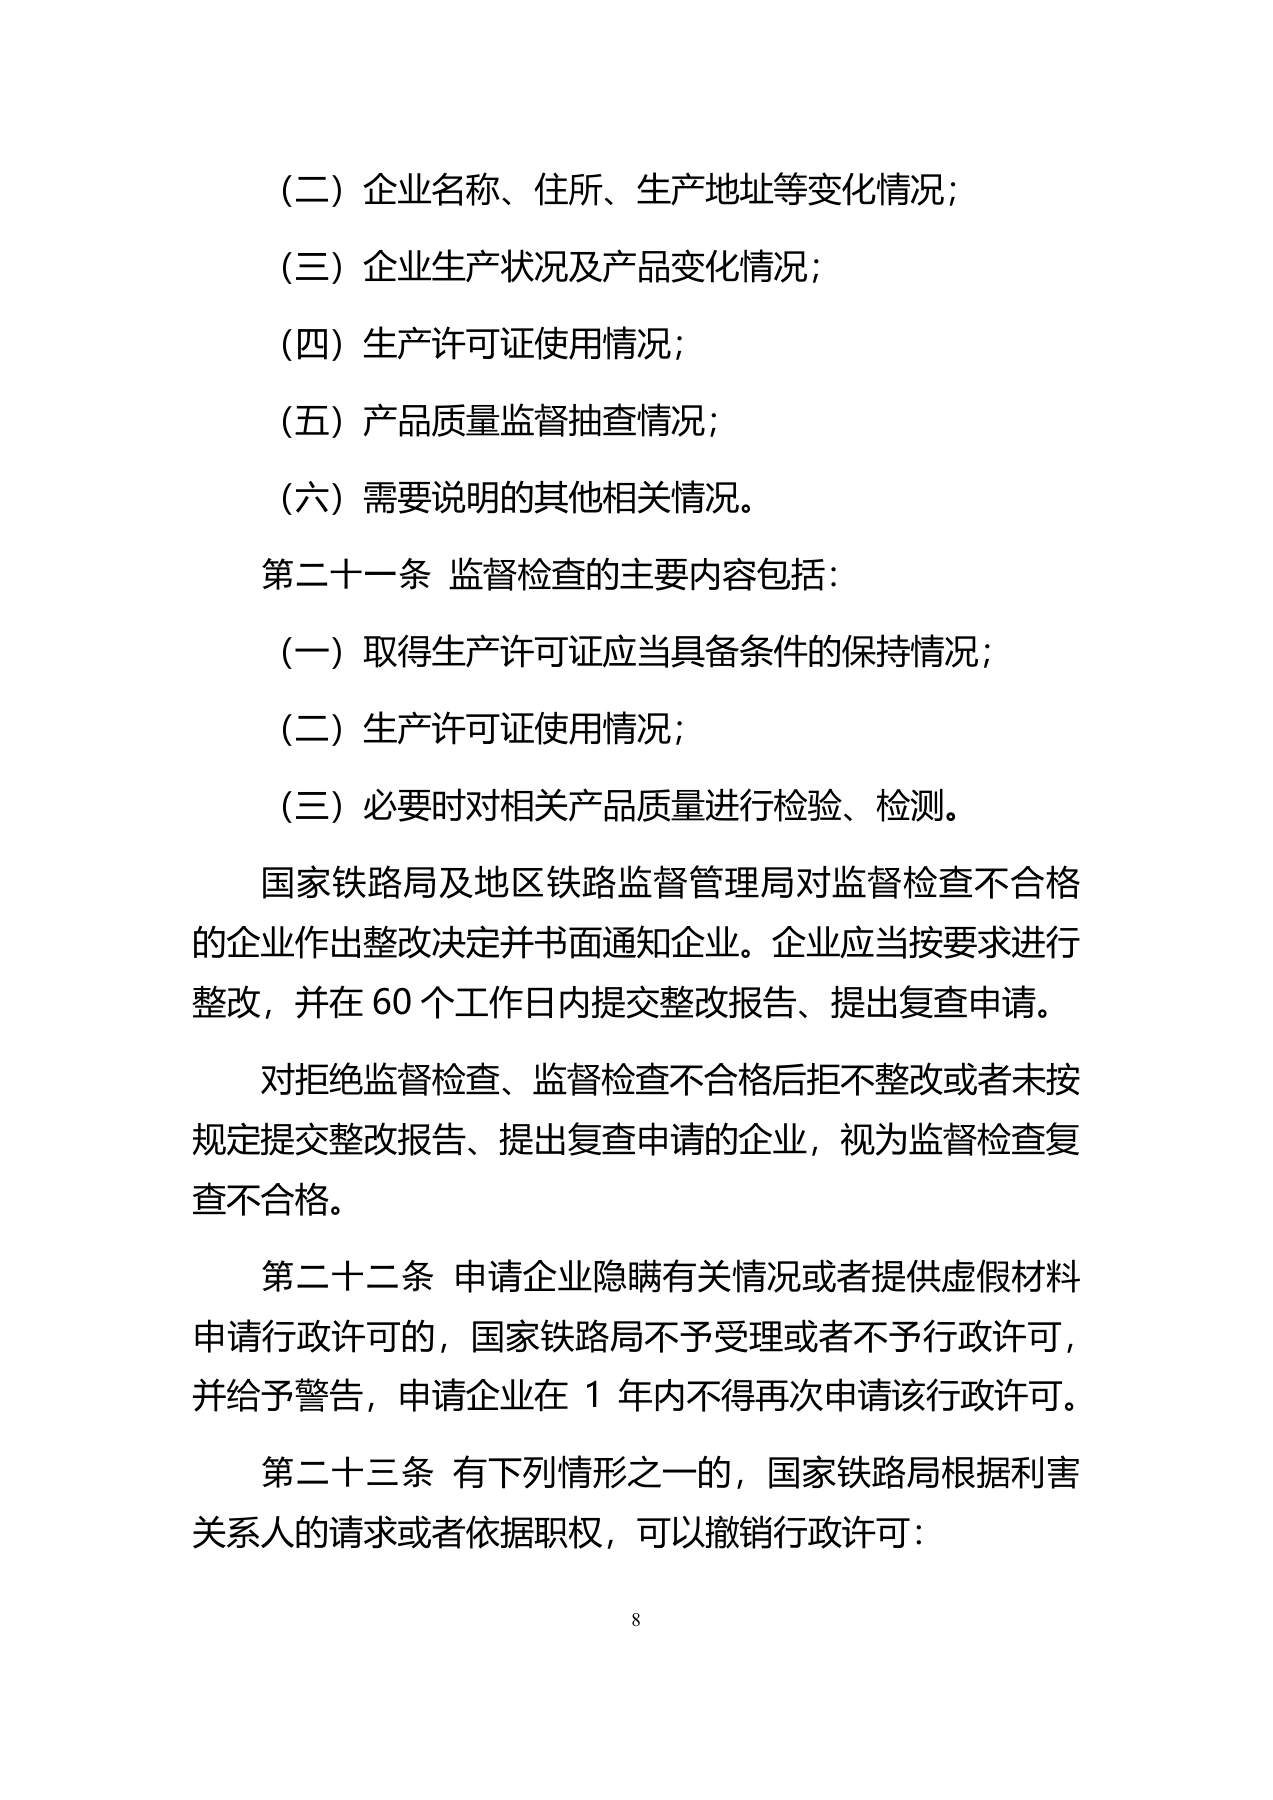 （二）企业名称、住所、生产地址等变化情况；
（三）企业生产状况及产品变化情况；
（四）生产许可证使用情况；
（五）产品质量监督抽查情况；
（六）需要说明的其他相关情况。
第二十一条 监督检查的主要内容包括：
（一）取得生产许可证应当具备条件的保持情况；
（二）生产许可证使用情况；
（三）必要时对相关产品质量进行检验、检测。
国家铁路局及地区铁路监督管理局对监督检查不合格
的企业作出整改决定并书面通知企业。企业应当按要求进行
整改，并在 60 个工作日内提交整改报告、提出复查申请。
对拒绝监督检查、监督检查不合格后拒不整改或者未按
规定提交整改报告、提出复查申请的企业，视为监督检查复
查不合格。
第二十二条 申请企业隐瞒有关情况或者提供虚假材料
申请行政许可的，国家铁路局不予受理或者不予行政许可，
并给予警告，申请企业在 1 年内不得再次申请该行政许可。
第二十三条 有下列情形之一的，国家铁路局根据利害
关系人的请求或者依据职权，可以撤销行政许可：
8